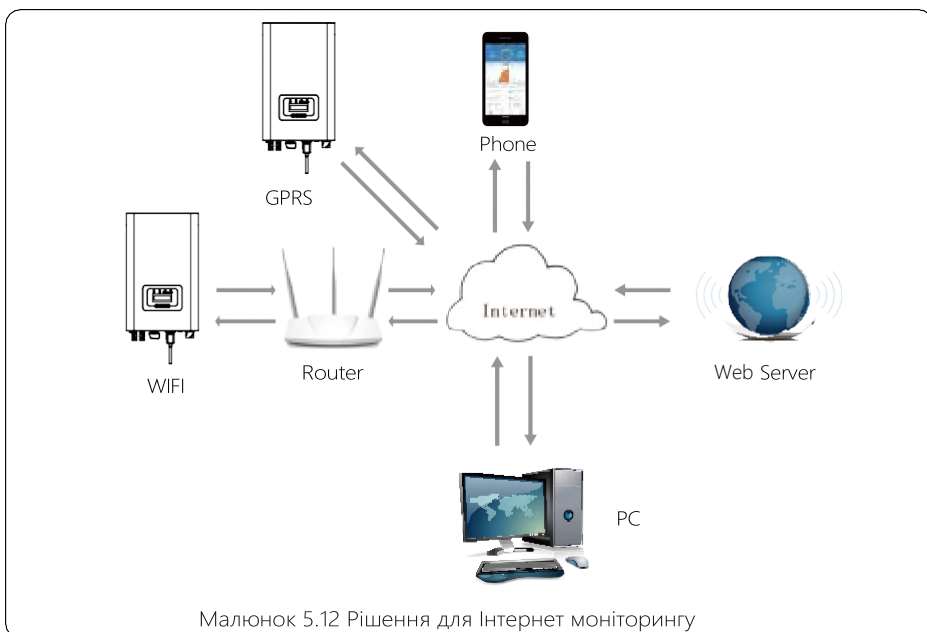 Phone
GPRS
Internet
WIFI
Router
Web Server
PC
Малюнок 5.12 Рішення для Інтернет моніторингу